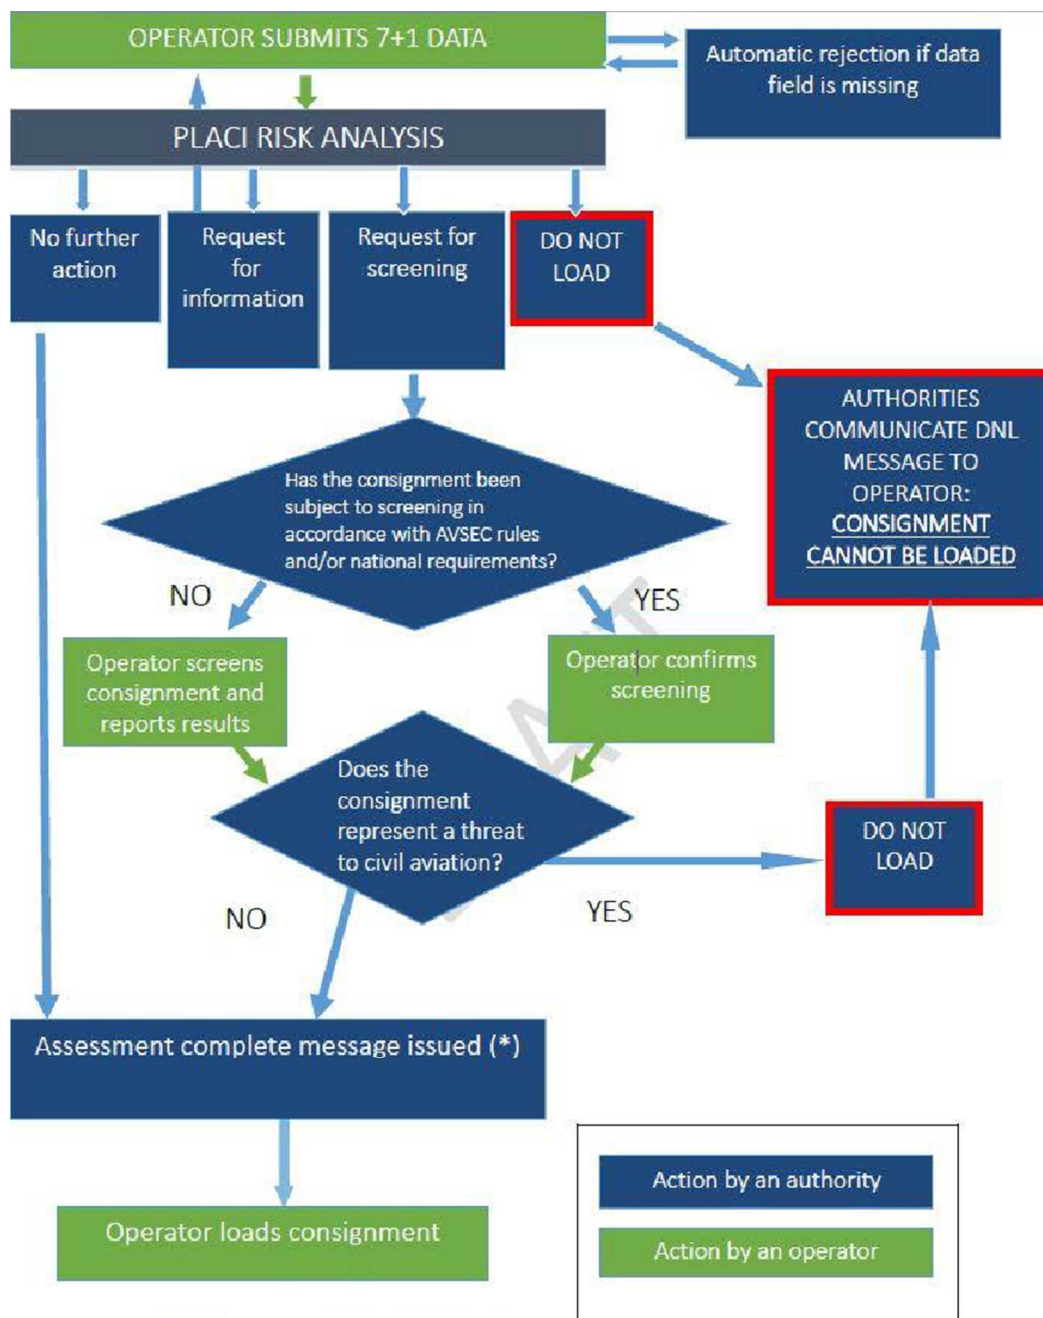 OPERATOR SUBMITS 7+1 DATA
Automatic rejection if data
field is missing
PLACI RISK ANALYSIS
No further
action
Request
for
information
Request for
screening
DO NOT
LOAD
AUTHORITIES
COMMUNICATE DNL
MESSAGE TO
OPERATOR:
CONSIGNMENT
CANNOT BE LOADED
Has the consignment been
subject to screening in
accordance with AVSEC rules
and/or national requirements?
NO
YES
Operator screens
consignment and
reports results
Operator confirms
screening
Does the
consignment
represent a threat
to civil aviation?
DO NOT
LOAD
NO
YES
Assessment complete message issued (*)
Operator loads consignment
Action by an authority
Action by an operator